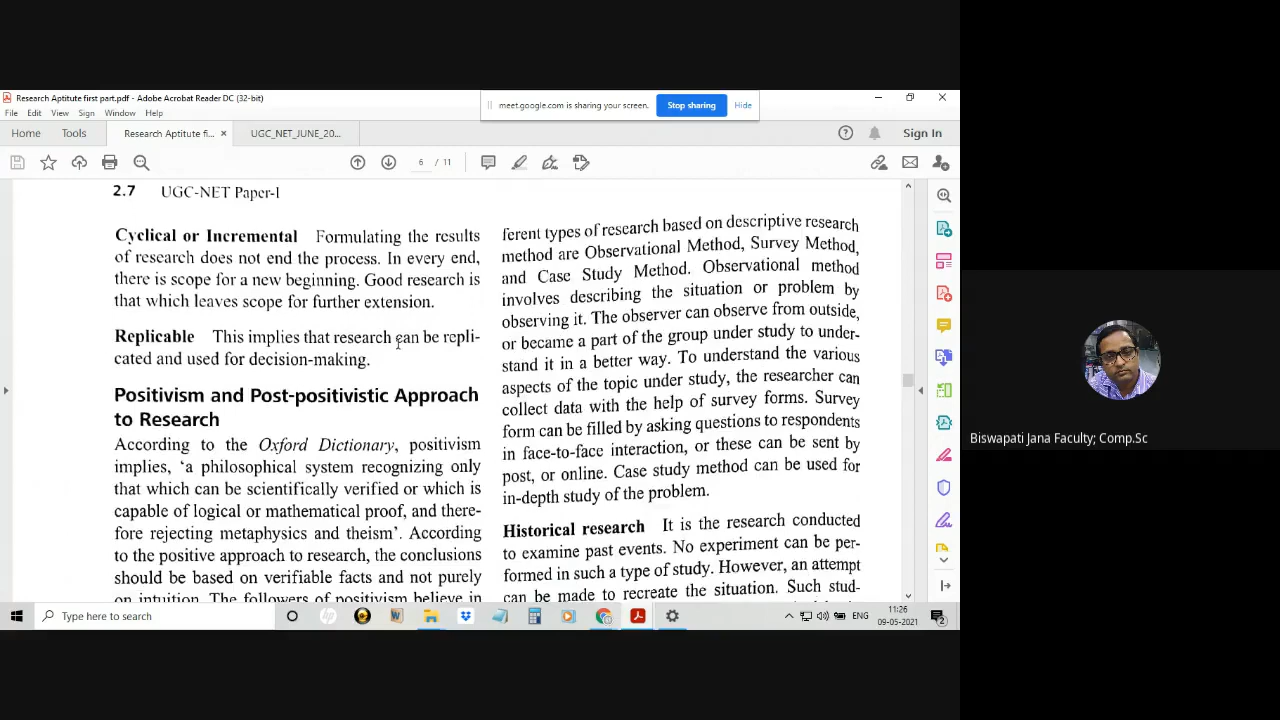 Research Aptitute first part.pdf - Adobe Acrobat Reader DC (32-bit)
File Edit View Sign Window Help
meet.google.com is sharing your screen. Stop sharing Hide
Home Tools Research Aptitute fi... × UGC_NET_JUNE_20... Sign In
6 / 11
2.7 UGC-NET Paper-I
Cyclical or Incremental Formulating the results
of research does not end the process. In every end,
there is scope for a new beginning. Good research is
that which leaves scope for further extension.
Replicable This implies that research can be repli-
cated and used for decision-making.
Positivism and Post-positivistic Approach
to Research
According to the Oxford Dictionary, positivism
implies, ‘a philosophical system recognizing only
that which can be scientifically verified or which is
capable of logical or mathematical proof, and there-
fore rejecting metaphysics and theism’. According
to the positive approach to research, the conclusions
should be based on verifiable facts and not purely
on intuition. The followers of positivism believe in
ferent types of research based on descriptive research
method are Observational Method, Survey Method,
and Case Study Method. Observational method
involves describing the situation or problem by
observing it. The observer can observe from outside,
or became a part of the group under study to under-
stand it in a better way. To understand the various
aspects of the topic under study, the researcher can
collect data with the help of survey forms. Survey
form can be filled by asking questions to respondents
in face-to-face interaction, or these can be sent by
post, or online. Case study method can be used for
in-depth study of the problem.
Historical research It is the research conducted
to examine past events. No experiment can be per-
formed in such a type of study. However, an attempt
can be made to recreate the situation. Such stud-
Biswapati Jana Faculty; Comp.Sc
Type here to search
ENG
11:26
09-05-2021
2